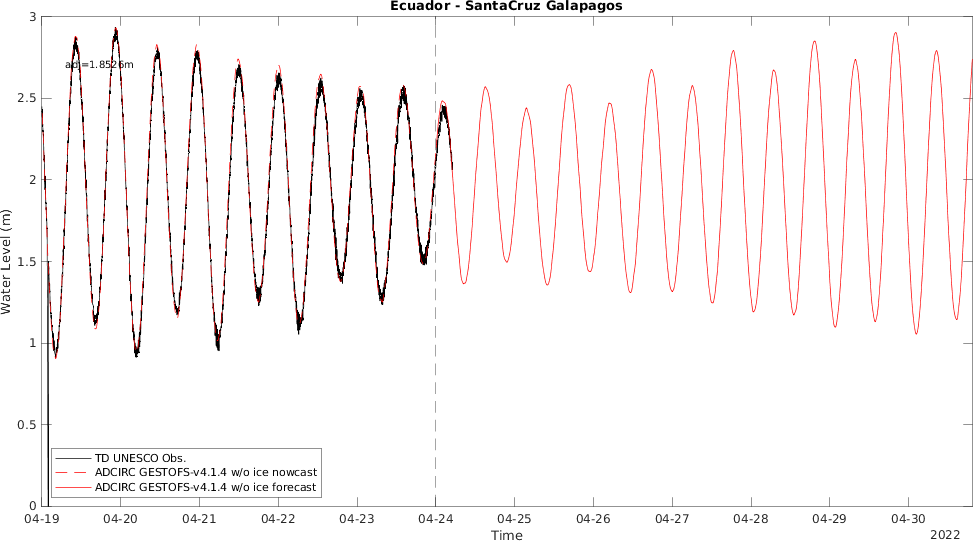 Ecuador - SantaCruz Galapagos
3
2.5
2
1.5
1
0.5
0
Water Level (m)
adj=1.8526m
TD UNESCO Obs.
ADCIRC GESTOFS-v4.1.4 w/o ice nowcast
ADCIRC GESTOFS-v4.1.4 w/o ice forecast
04-19 04-20 04-21 04-22 04-23 04-24 04-25 04-26 04-27 04-28 04-29 04-30
Time
2022